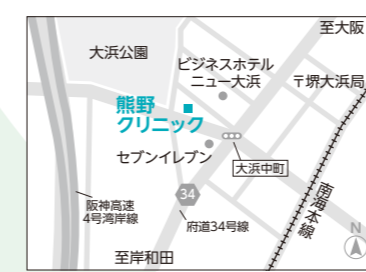 至大阪
大浜公園
ビジネスホテル
ニュー大浜
〒堺大浜局
熊野
クリニック
セブンイレブン
大浜中町
34
阪神高速
4号湾岸線
府道34号線
南海本線
至岸和田
N